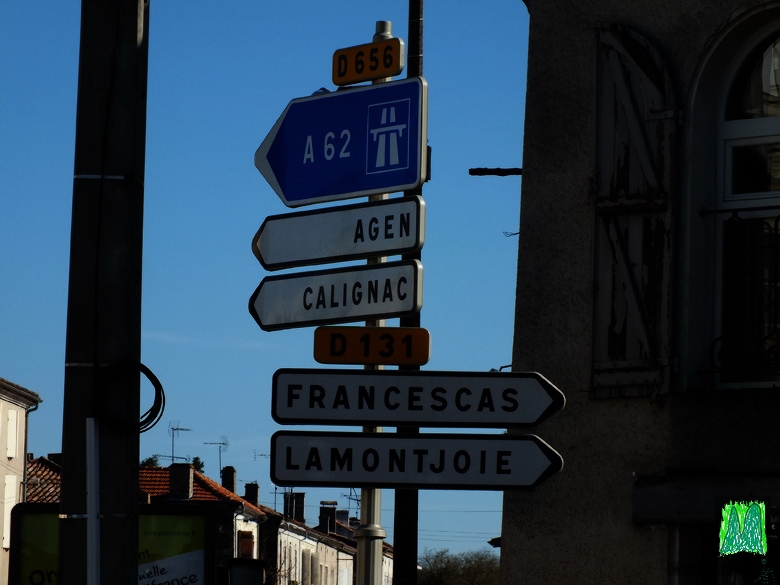 D 656
A 62
AGEN
CALIGNAC
D 131
FRANCESCAS
LAMONTJOIE